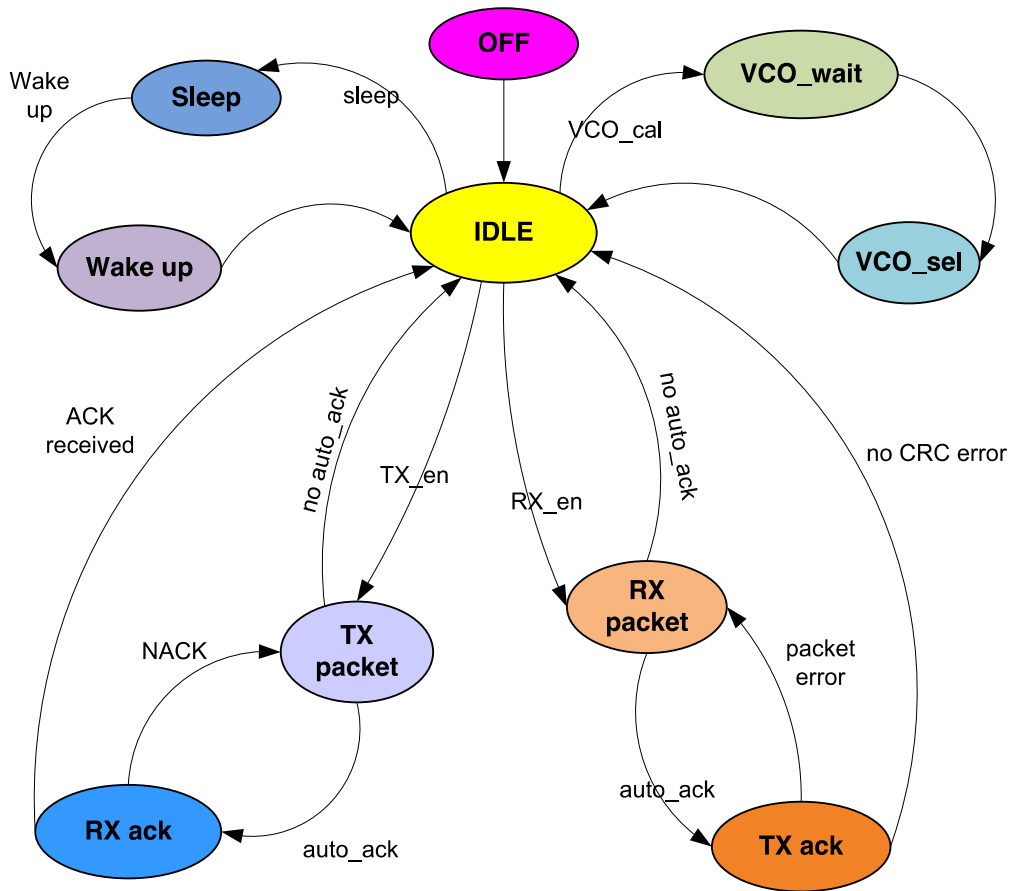 OFF
VCO_wait
Wake
up
Sleep
sleep
VCO_cal
IDLE
Wake up
VCO_sel
ACK
received
no auto_ack
TX_en
RX_en
no auto_ack
no CRC error
TX
packet
RX
packet
NACK
packet
error
auto_ack
auto_ack
RX ack
TX ack